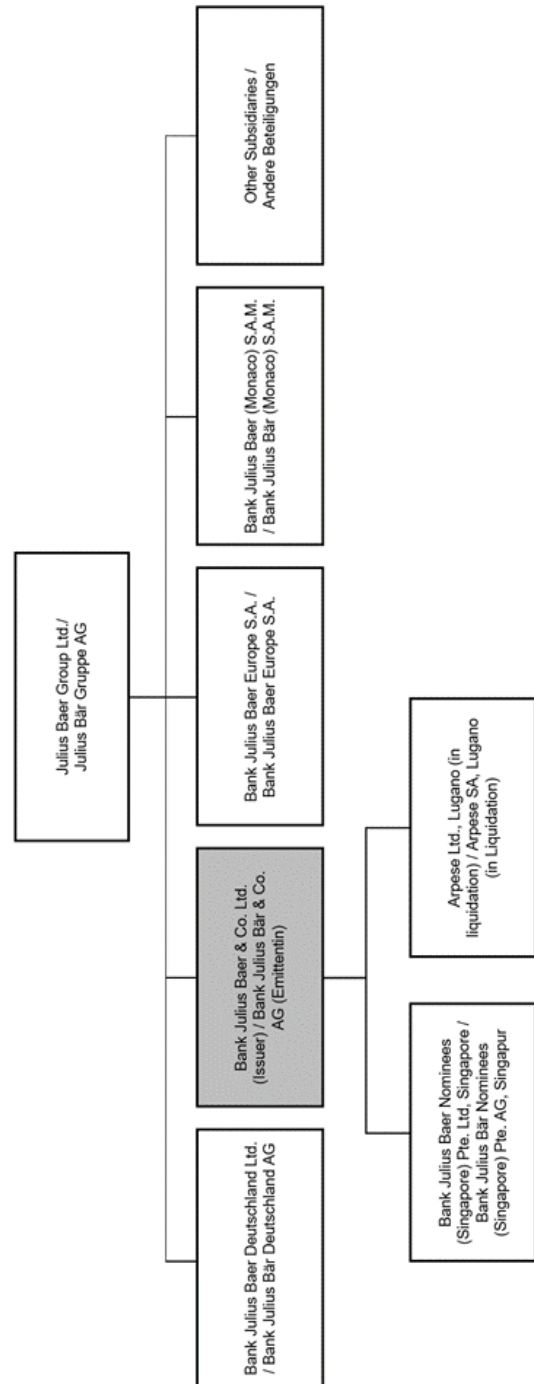 Julius Baer Group Ltd./
Julius Bär Gruppe AG
Bank Julius Baer Deutschland Ltd.
/ Bank Julius Bär Deutschland AG
Bank Julius Baer & Co. Ltd.
(Issuer) / Bank Julius Bär & Co.
AG (Emittentin)
Bank Julius Baer Europe S.A. /
Bank Julius Baer Europe S.A.
Bank Julius Baer (Monaco) S.A.M.
/ Bank Julius Bär (Monaco) S.A.M.
Other Subsidiaries /
Andere Beteiligungen
Bank Julius Baer Nominees
(Singapore) Pte. Ltd, Singapore /
Bank Julius Bär Nominees
(Singapore) Pte. AG, Singapur
Arpese Ltd., Lugano (in
liquidation) / Arpese SA, Lugano
(in Liquidation)